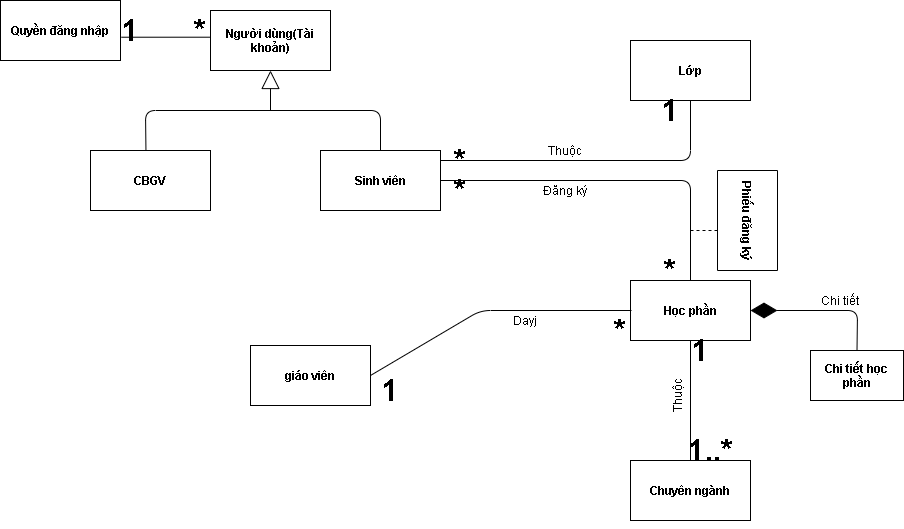 Quyền đăng nhập
1
*
Người dùng(Tài
khoản)
Lớp
1
CBGV
Sinh viên
*
Thuộc
*
Đăng ký
Phiếu đăng ký
*
Học phần
Chi tiết
Dayj
*
1
giáo viên
1
Chi tiết học
phần
Thuộc
1..*
Chuyên ngành